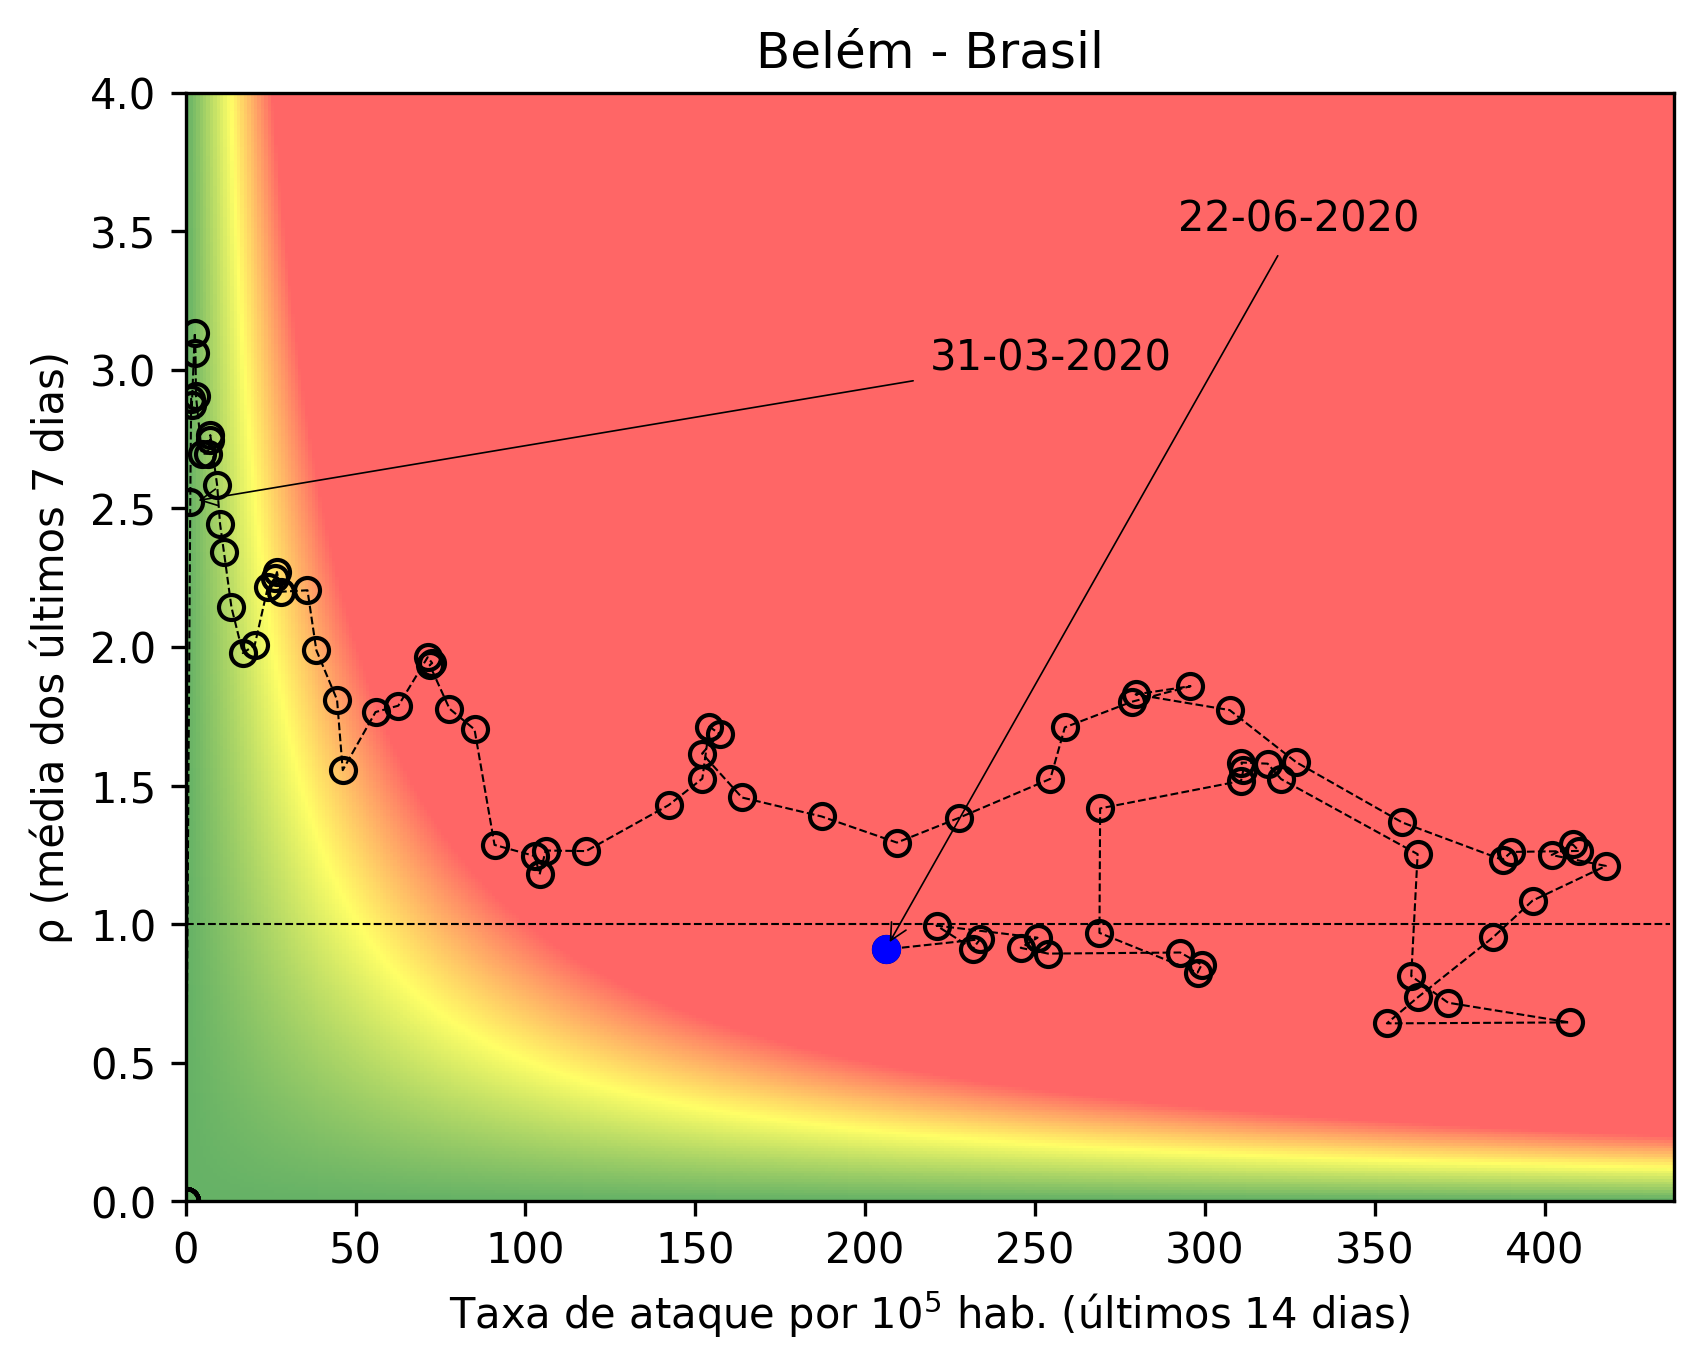 Belém - Brasil
4.0
3.5
3.0
2.5
2.0
1.5
1.0
0.5
0.0
ρ (média dos últimos 7 dias)
22-06-2020
31-03-2020
0 50 100 150 200 250 300 350 400
Taxa de ataque por 10⁵ hab. (últimos 14 dias)